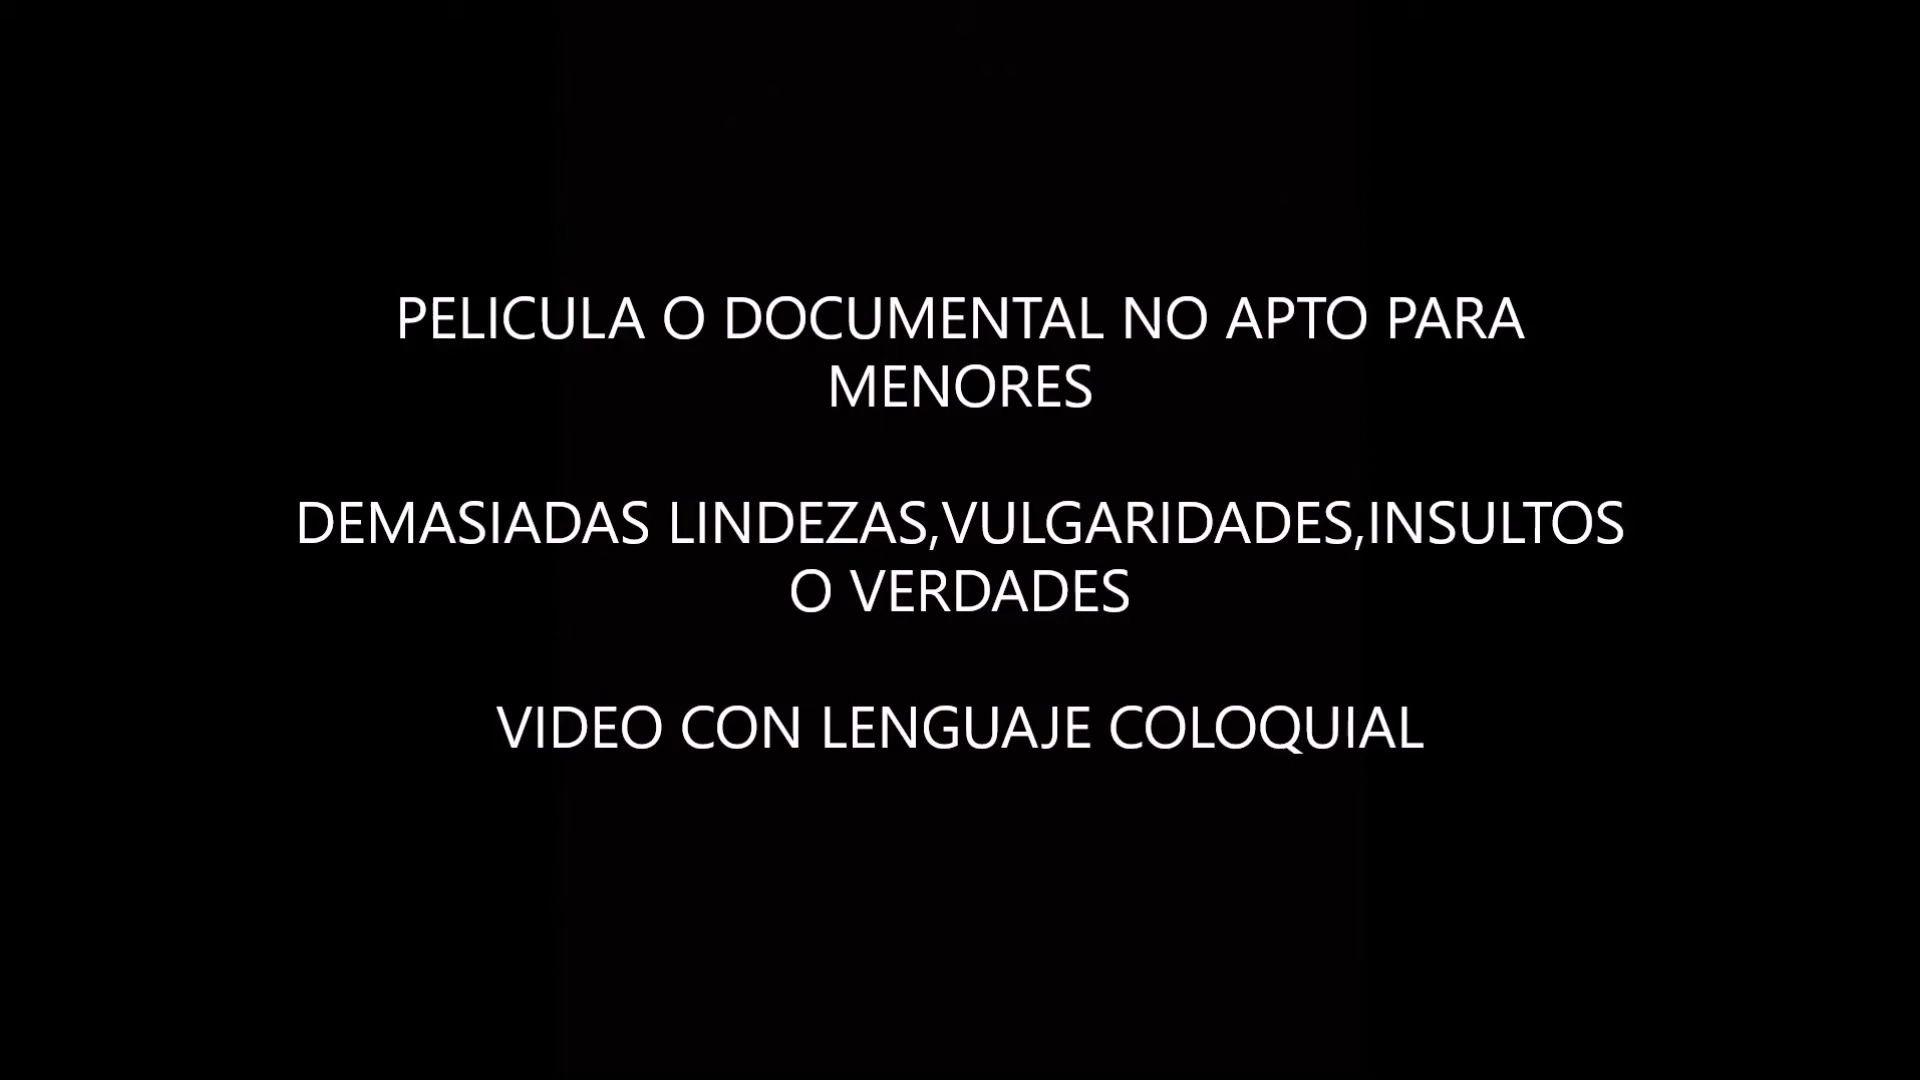 PELICULA O DOCUMENTAL NO APTO PARA
MENORES
DEMASIADAS LINDEZAS,VULGARIDADES,INSULTOS
O VERDADES
VIDEO CON LENGUAJE COLOQUIAL